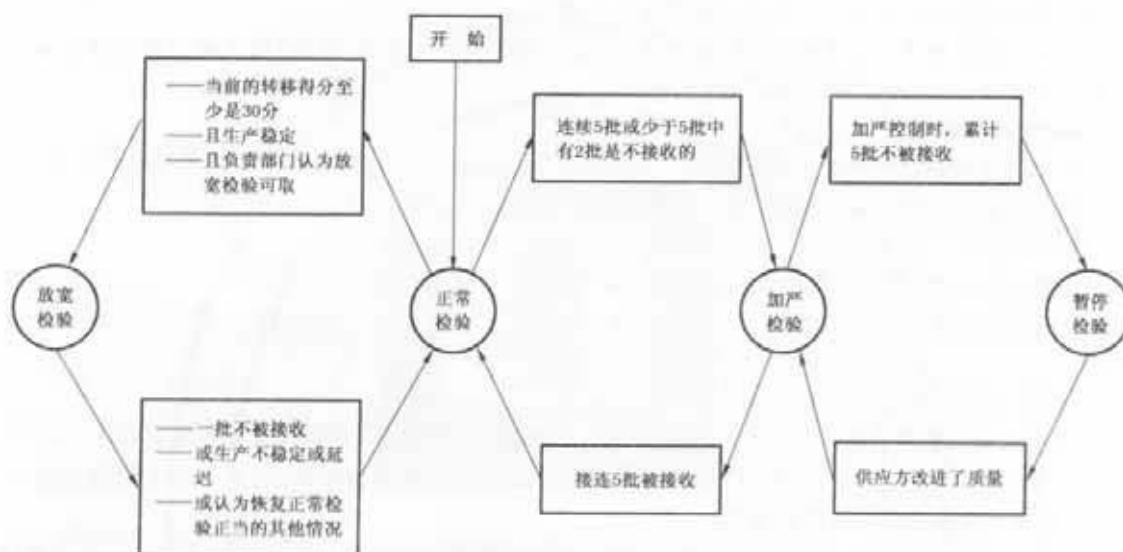 开 始
——当前的转移得分至
少是30分
——且生产稳定
——且负责部门认为放
宽检验可取
连续5批或少于5批中
有2批是不接收的
加严控制时，累计
5批不被接收
放宽
检验
正常
检验
加严
检验
暂停
检验
——一批不被接收
——或生产不稳定或延
迟
——或认为恢复正常检
验正当的其他情况
接连5批被接收
供应方改进了质量